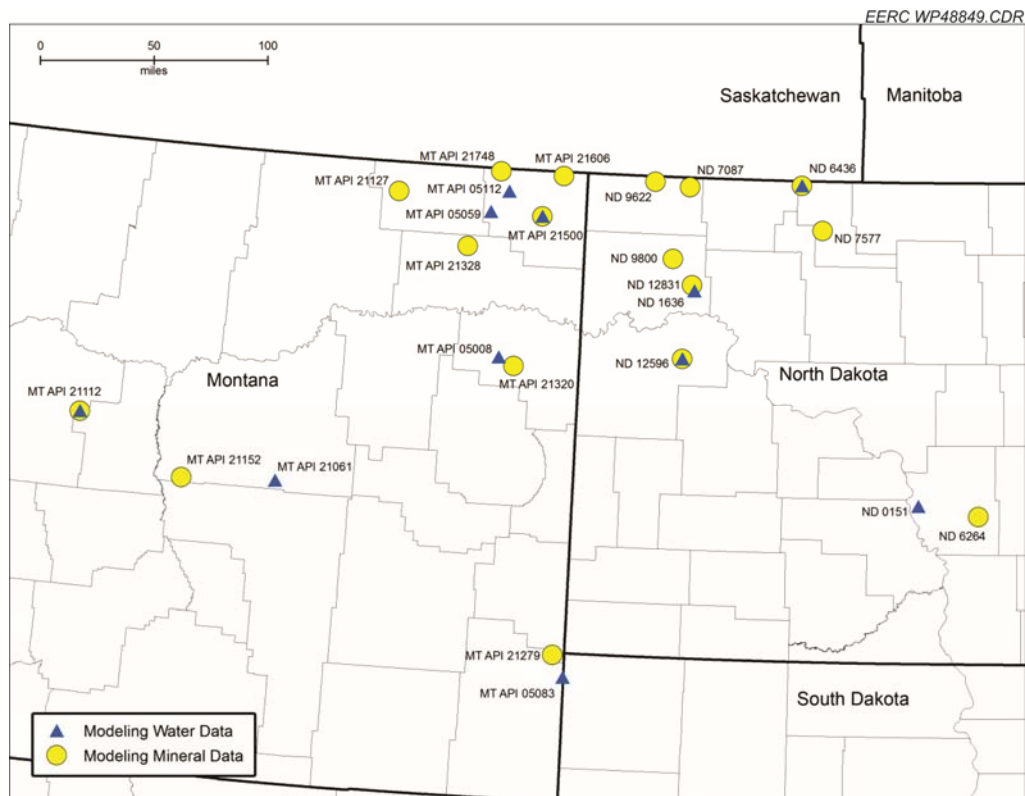 EERC WP48849.CDR
0 50 100
miles
Saskatchewan
Manitoba
MT API 21748
MT API 21606
MT API 21127
MT API 05112
MT API 05059
MT API 21500
MT API 21328
ND 9622
ND 7087
ND 6436
ND 7577
ND 9800
ND 12831
ND 1636
MT API 05008
MT API 21320
ND 12596
Montana
North Dakota
MT API 21112
MT API 21152
MT API 21061
ND 0151
ND 6264
MT API 21279
MT API 05083
South Dakota
Modeling Water Data
Modeling Mineral Data